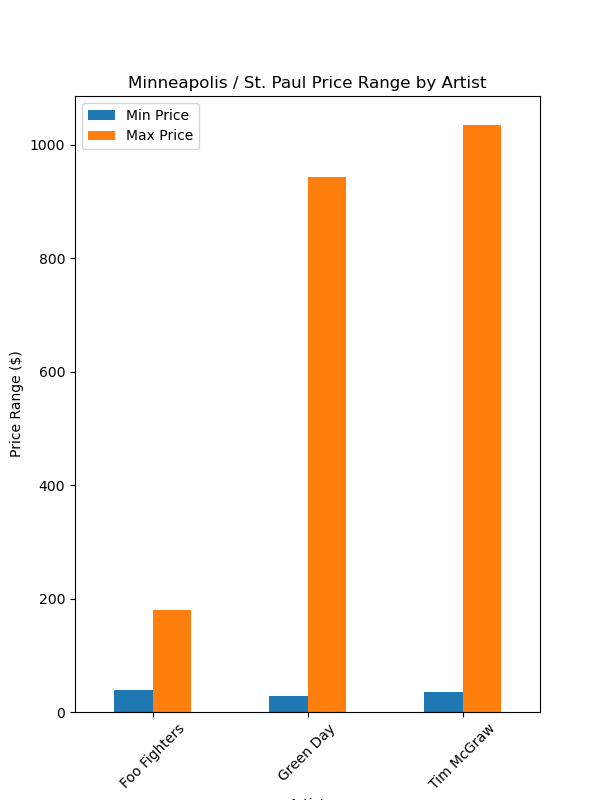 Minneapolis / St. Paul Price Range by Artist
Min Price
Max Price
1000
800
600
400
200
0
Price Range ($)
Foo Fighters
Green Day
Tim McGraw